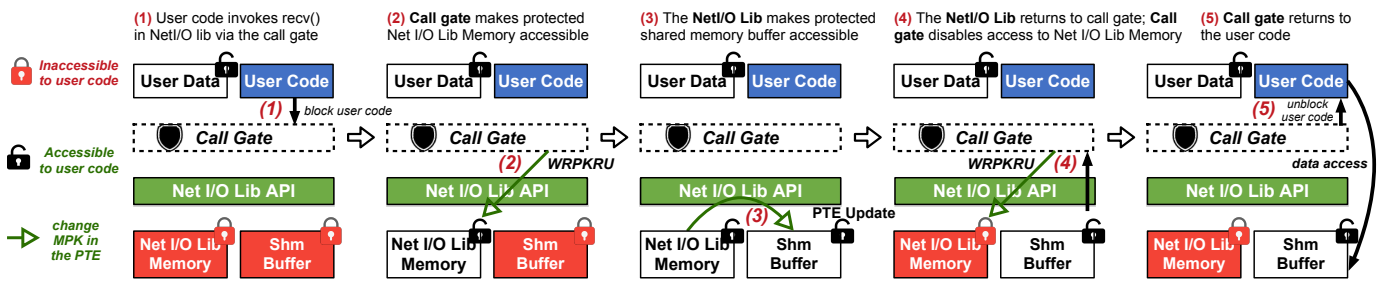 (1) User code invokes recv()
in NetI/O lib via the call gate
(2) Call gate makes protected
Net I/O Lib Memory accessible
(3) The NetI/O Lib makes protected
shared memory buffer accessible
(4) The NetI/O Lib returns to call gate; Call
gate disables access to Net I/O Lib Memory
(5) Call gate returns to
the user code
Inaccessible
to user code
Accessible
to user code
change
MPK in
the PTE
User Data
User Code
(1)
block user code
Call Gate
Net I/O Lib API
Net I/O Lib
Memory
Shm
Buffer
User Data
User Code
Call Gate
(2)
WRPKRU
Net I/O Lib API
Net I/O Lib
Memory
Shm
Buffer
User Data
User Code
Call Gate
Net I/O Lib API
(3)
PTE Update
Net I/O Lib
Memory
Shm
Buffer
User Data
User Code
Call Gate
WRPKRU
(4)
Net I/O Lib API
Net I/O Lib
Memory
Shm
Buffer
User Data
User Code
(5)
unblock
user code
Call Gate
data access
Net I/O Lib API
Net I/O Lib
Memory
Shm
Buffer